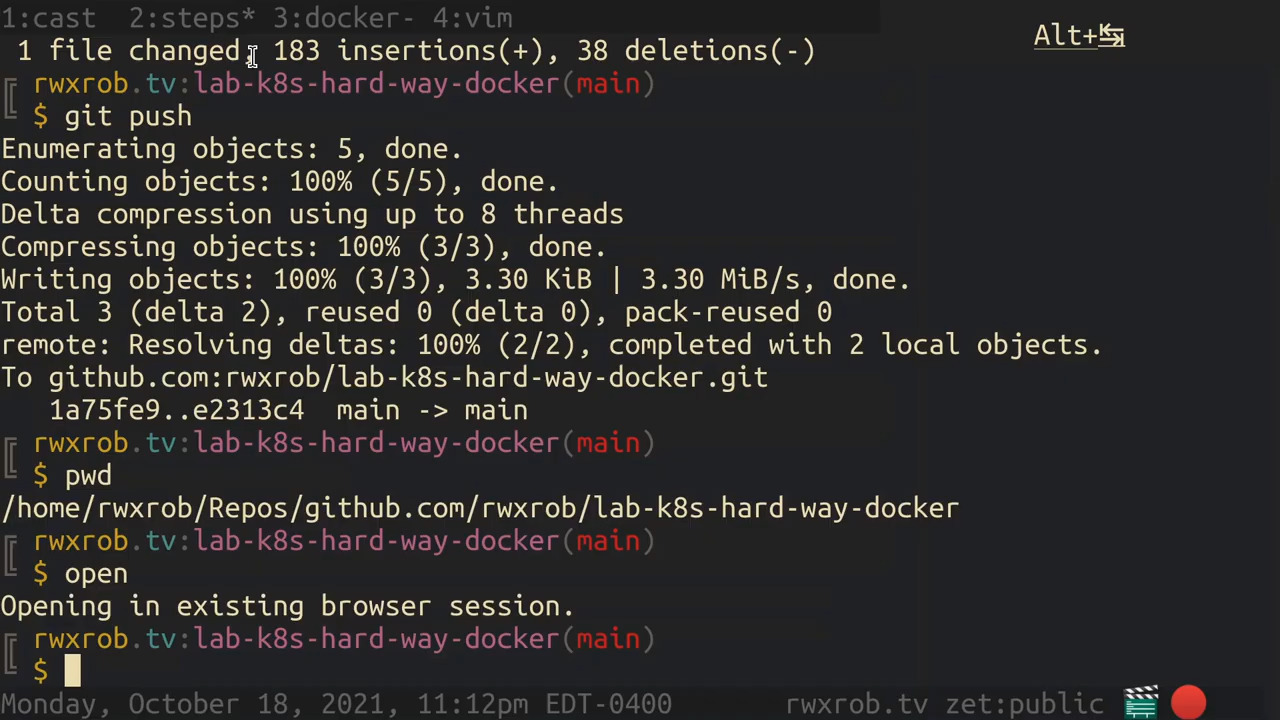 1:cast  2:steps* 3:docker- 4:vim
Alt+↹
1 file changed, 183 insertions(+), 38 deletions(-)
rwxrob.tv:lab-k8s-hard-way-docker(main)
$ git push
Enumerating objects: 5, done.
Counting objects: 100% (5/5), done.
Delta compression using up to 8 threads
Compressing objects: 100% (3/3), done.
Writing objects: 100% (3/3), 3.30 KiB | 3.30 MiB/s, done.
Total 3 (delta 2), reused 0 (delta 0), pack-reused 0
remote: Resolving deltas: 100% (2/2), completed with 2 local objects.
To github.com:rwxrob/lab-k8s-hard-way-docker.git
   1a75fe9..e2313c4  main -> main
rwxrob.tv:lab-k8s-hard-way-docker(main)
$ pwd
/home/rwxrob/Repos/github.com/rwxrob/lab-k8s-hard-way-docker
rwxrob.tv:lab-k8s-hard-way-docker(main)
$ open
Opening in existing browser session.
rwxrob.tv:lab-k8s-hard-way-docker(main)
$
Monday, October 18, 2021, 11:12pm EDT-0400
rwxrob.tv zet:public